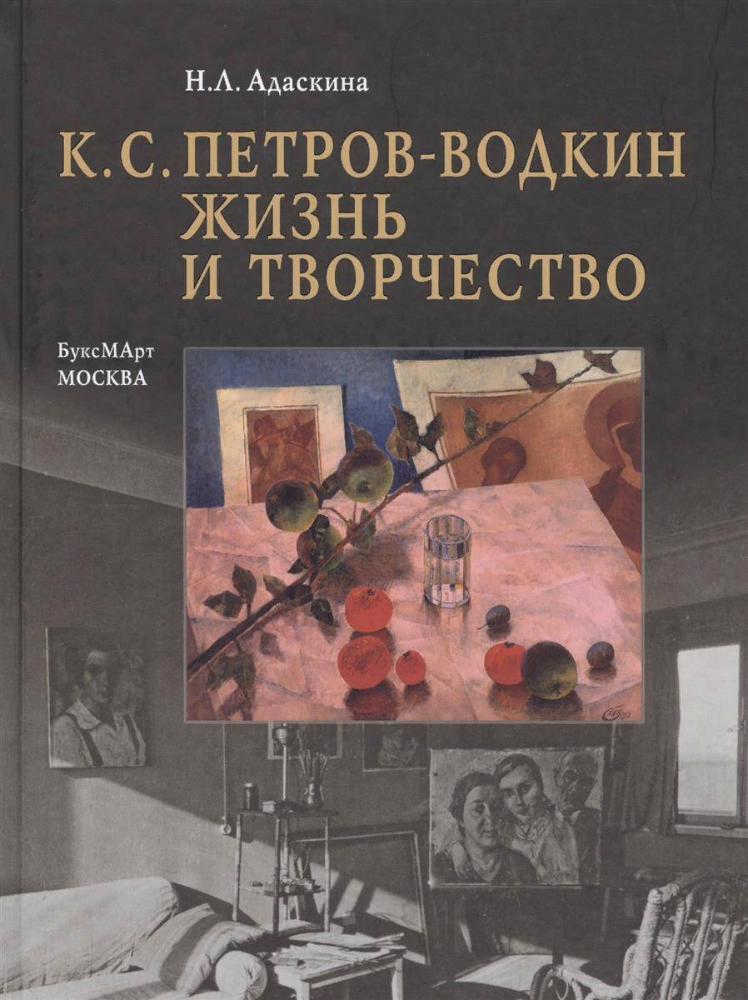 Н.Л. Адаскина
К.С. ПЕТРОВ-ВОДКИН
ЖИЗНЬ
И ТВОРЧЕСТВО
БуксМАрт
МОСКВА